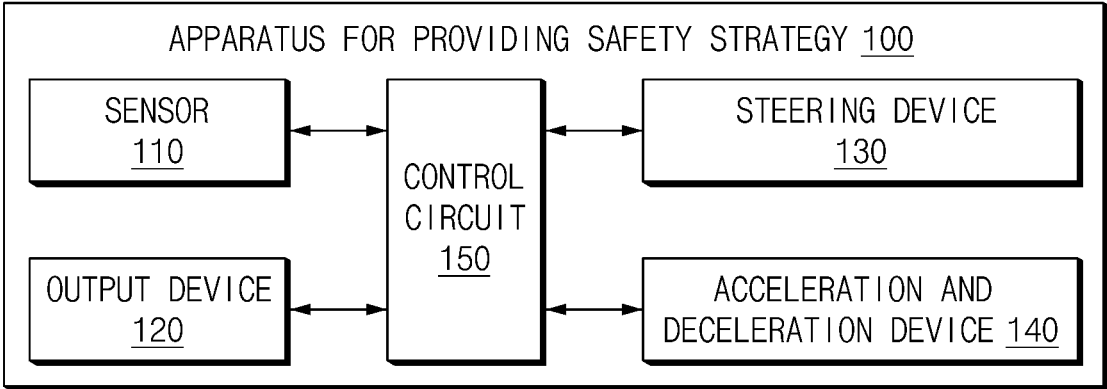 APPARATUS FOR PROVIDING SAFETY STRATEGY 100
SENSOR
110
OUTPUT DEVICE
120
CONTROL
CIRCUIT
150
STEERING DEVICE
130
ACCELERATION AND
DECELERATION DEVICE 140